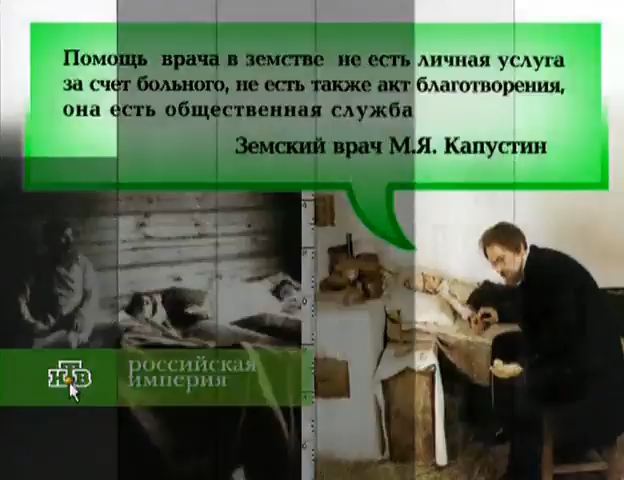 Помощь врача в земстве не есть личная услуга
за счет больного, не есть также акт благотворения,
она есть общественная служба
Земский врач М.Я. Капустин
НТВ
российская
империя